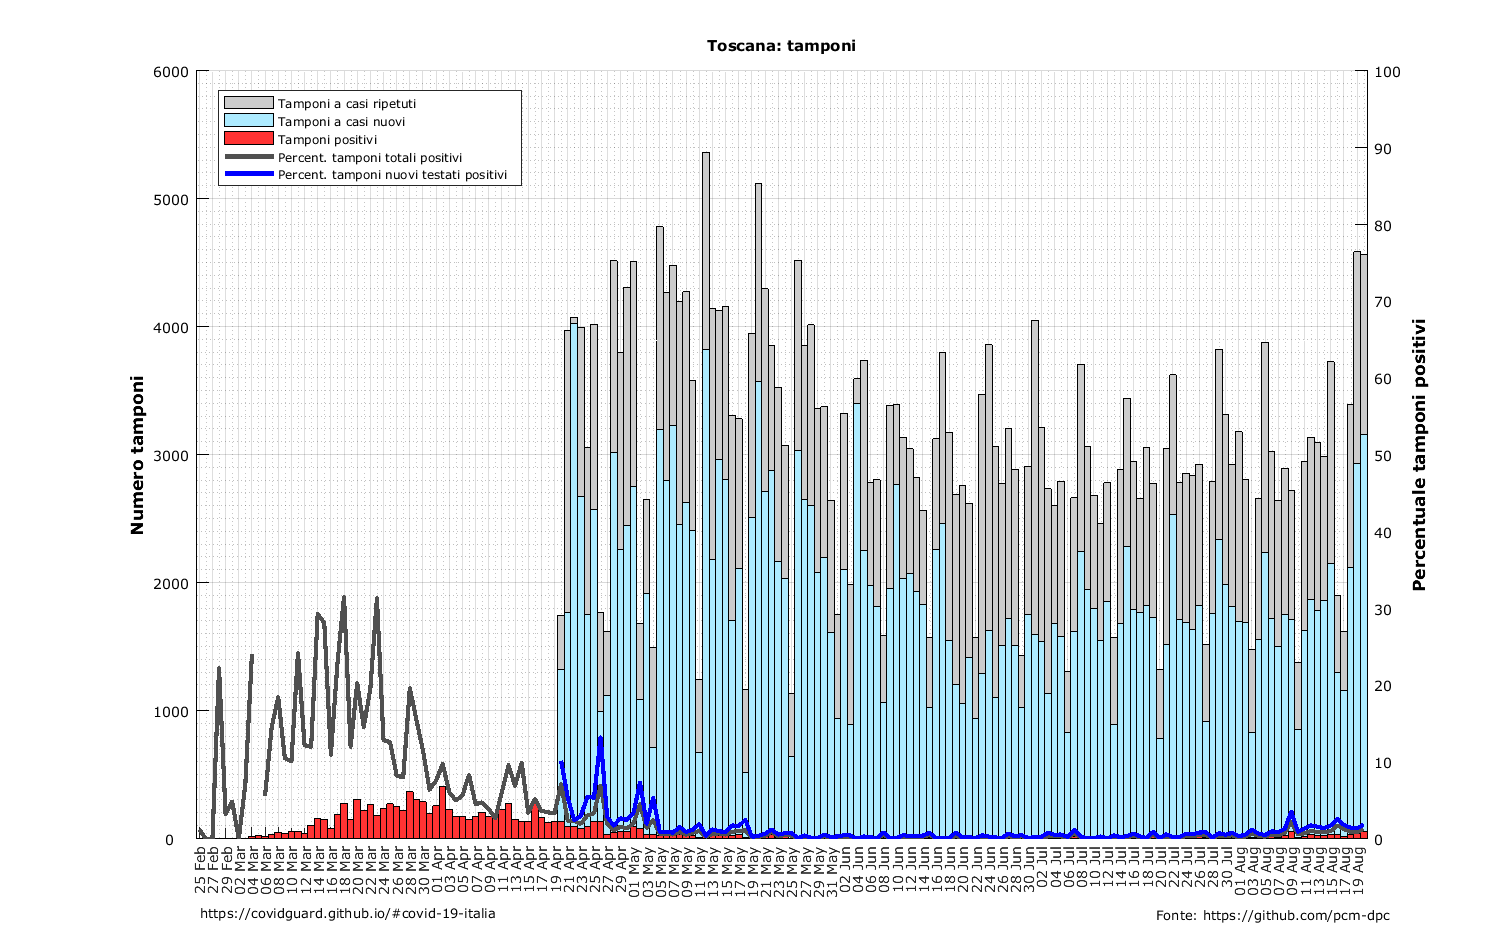 Toscana: tamponi
6000
5000
4000
3000
2000
1000
0
Numero tamponi
Tamponi a casi ripetuti
Tamponi a casi nuovi
Tamponi positivi
Percent. tamponi totali positivi
Percent. tamponi nuovi testati positivi
100
90
80
70
60
50
40
30
20
10
0
Percentuale tamponi positivi
25 Feb
27 Feb
29 Feb
02 Mar
04 Mar
06 Mar
08 Mar
10 Mar
12 Mar
14 Mar
16 Mar
18 Mar
20 Mar
22 Mar
24 Mar
26 Mar
28 Mar
30 Mar
01 Apr
03 Apr
05 Apr
07 Apr
09 Apr
11 Apr
13 Apr
15 Apr
17 Apr
19 Apr
21 Apr
23 Apr
25 Apr
27 Apr
29 Apr
01 May
03 May
05 May
07 May
09 May
11 May
13 May
15 May
17 May
19 May
21 May
23 May
25 May
27 May
29 May
31 May
02 Jun
04 Jun
06 Jun
08 Jun
10 Jun
12 Jun
14 Jun
16 Jun
18 Jun
20 Jun
22 Jun
24 Jun
26 Jun
28 Jun
30 Jun
02 Jul
04 Jul
06 Jul
08 Jul
10 Jul
12 Jul
14 Jul
16 Jul
18 Jul
20 Jul
22 Jul
24 Jul
26 Jul
28 Jul
30 Jul
01 Aug
03 Aug
05 Aug
07 Aug
09 Aug
11 Aug
13 Aug
15 Aug
17 Aug
19 Aug
https://covidguard.github.io/#covid-19-italia
Fonte: https://github.com/pcm-dpc